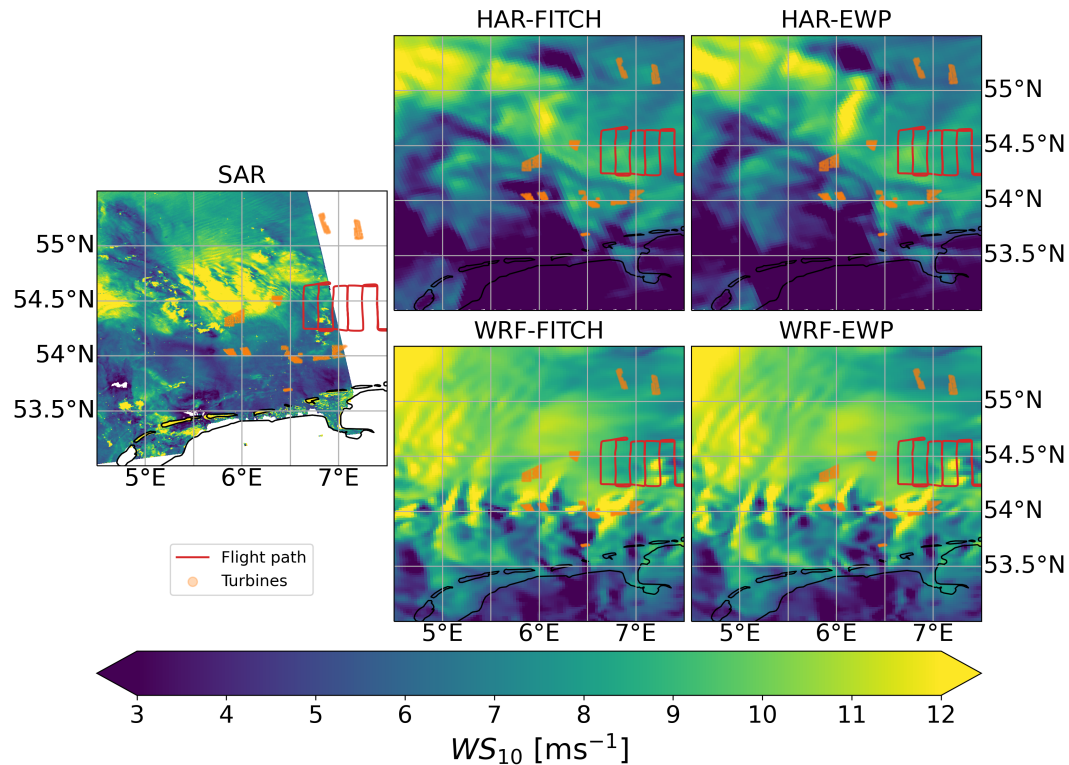 HAR-FITCH
HAR-EWP
55°N
54.5°N
54°N
53.5°N
SAR
55°N
54.5°N
54°N
53.5°N
5°E 6°E 7°E
WRF-FITCH
WRF-EWP
55°N
54.5°N
54°N
53.5°N
5°E 6°E 7°E
5°E 6°E 7°E
Flight path
Turbines
3 4 5 6 7 8 9 10 11 12
WS₁₀ [ms⁻¹]